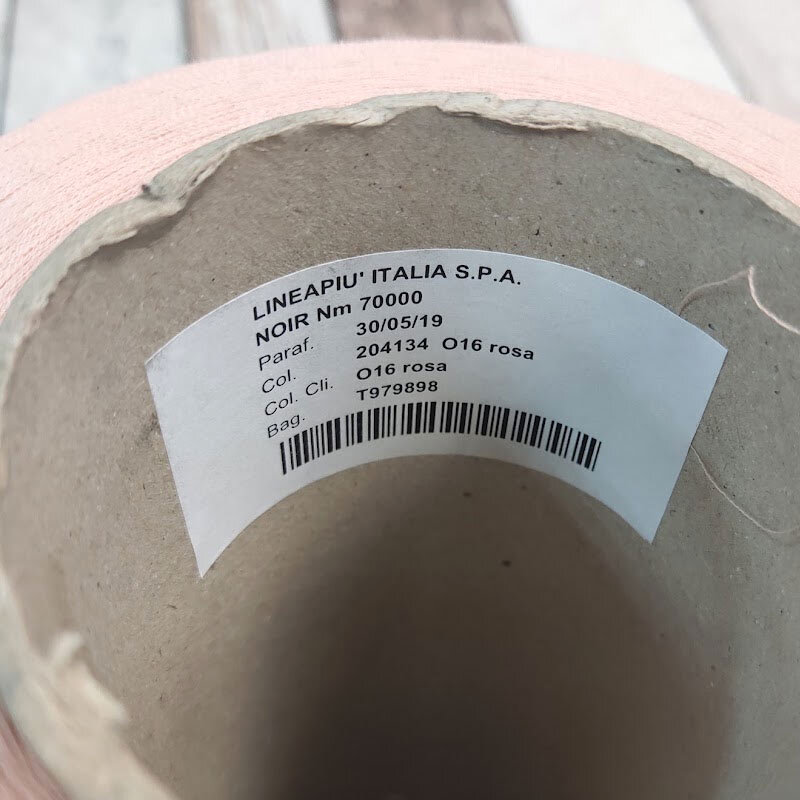 LINEAPIU' ITALIA S.P.A.
NOIR Nm 70000
Paraf. 30/05/19
Col. 204134 O16 rosa
Col. Cli. O16 rosa
Bag. T979898